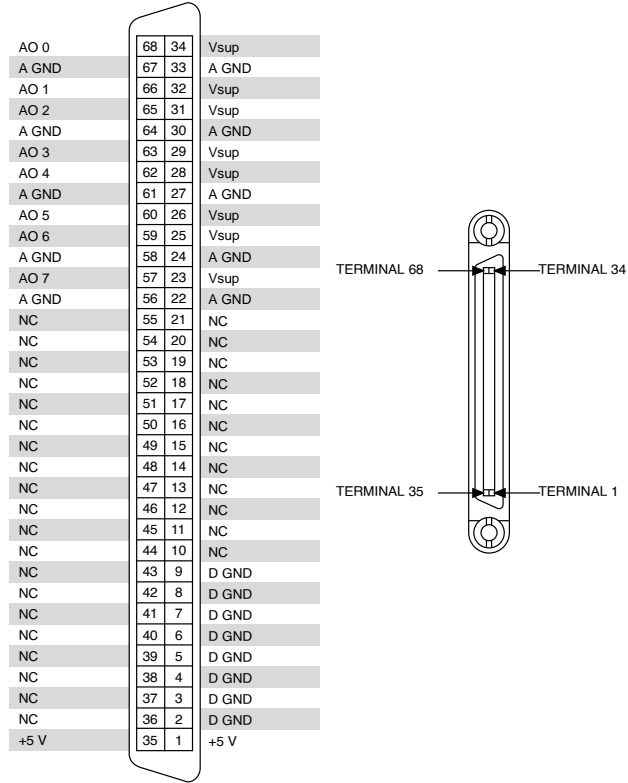 AO 0 68 34 Vsup
A GND 67 33 A GND
AO 1 66 32 Vsup
AO 2 65 31 Vsup
A GND 64 30 A GND
AO 3 63 29 Vsup
AO 4 62 28 Vsup
A GND 61 27 A GND
AO 5 60 26 Vsup
AO 6 59 25 Vsup
A GND 58 24 A GND
AO 7 57 23 Vsup
A GND 56 22 A GND
NC 55 21 NC
NC 54 20 NC
NC 53 19 NC
NC 52 18 NC
NC 51 17 NC
NC 50 16 NC
NC 49 15 NC
NC 48 14 NC
NC 47 13 NC
NC 46 12 NC
NC 45 11 NC
NC 44 10 NC
NC 43 9 D GND
NC 42 8 D GND
NC 41 7 D GND
NC 40 6 D GND
NC 39 5 D GND
NC 38 4 D GND
NC 37 3 D GND
NC 36 2 D GND
+5 V 35 1 +5 V
TERMINAL 68 TERMINAL 34
TERMINAL 35 TERMINAL 1